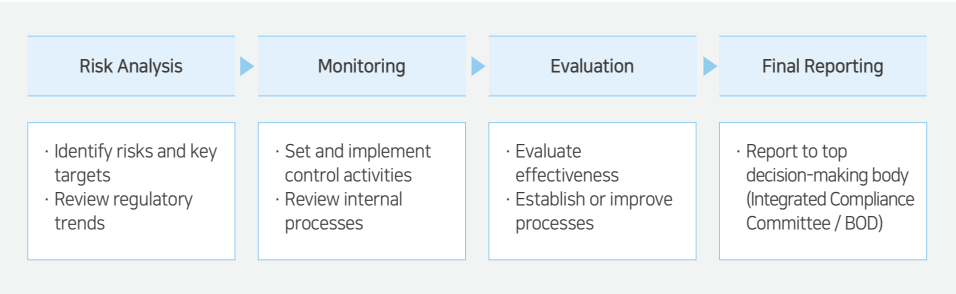 Risk Analysis
Monitoring
Evaluation
Final Reporting
· Identify risks and key
targets
· Review regulatory
trends
· Set and implement
control activities
· Review internal
processes
· Evaluate
effectiveness
· Establish or improve
processes
· Report to top
decision-making body
(Integrated Compliance
Committee / BOD)